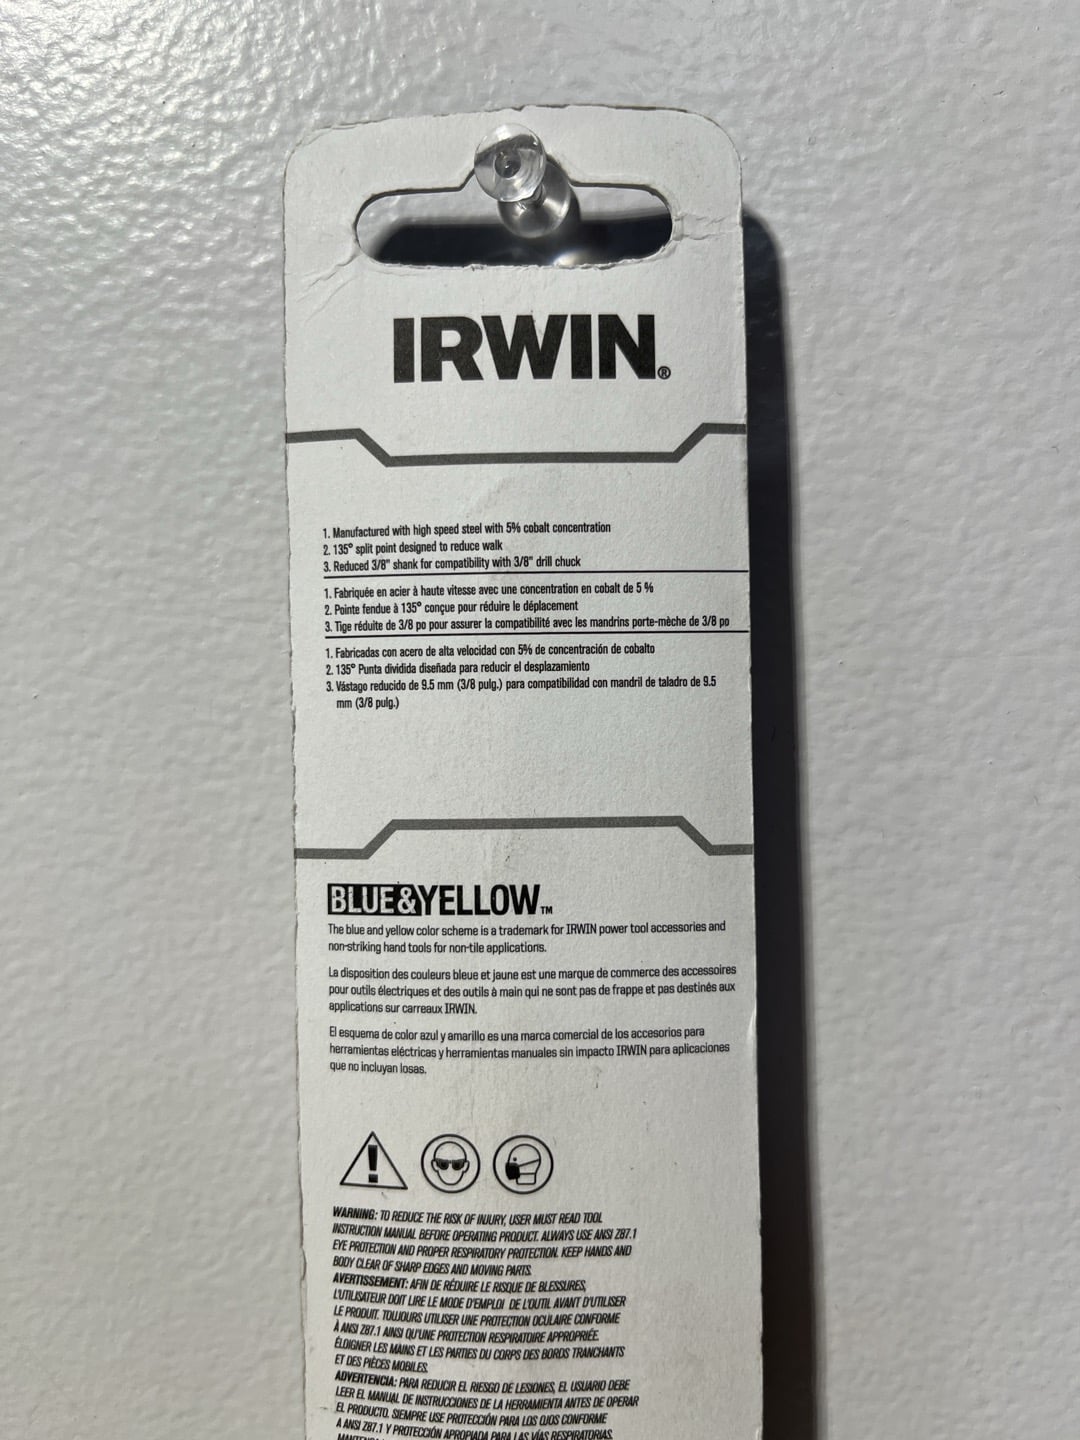 IRWIN®
1. Manufactured with high speed steel with 5% cobalt concentration
2. 135° split point designed to reduce walk
3. Reduced 3/8" shank for compatibility with 3/8" drill chuck
1. Fabriquée en acier à haute vitesse avec une concentration en cobalt de 5 %
2. Pointe fendue à 135° conçue pour réduire le déplacement
3. Tige réduite de 3/8 po pour assurer la compatibilité avec les mandrins porte-mèche de 3/8 po
1. Fabricadas con acero de alta velocidad con 5% de concentración de cobalto
2. 135° Punta dividida diseñada para reducir el desplazamiento
3. Vástago reducido de 9.5 mm (3/8 pulg.) para compatibilidad con mandril de taladro de 9.5
mm (3/8 pulg.)
BLUE&YELLOW™
The blue and yellow color scheme is a trademark for IRWIN power tool accessories and
non-striking hand tools for non-tile applications.
La disposition des couleurs bleue et jaune est une marque de commerce des accessoires
pour outils électriques et des outils à main qui ne sont pas de frappe et pas destinés aux
applications sur carreaux IRWIN.
El esquema de color azul y amarillo es una marca comercial de los accesorios para
herramientas eléctricas y herramientas manuales sin impacto IRWIN para aplicaciones
que no incluyan losas.
WARNING: TO REDUCE THE RISK OF INJURY, USER MUST READ TOOL
INSTRUCTION MANUAL BEFORE OPERATING PRODUCT. ALWAYS USE ANSI Z87.1
EYE PROTECTION AND PROPER RESPIRATORY PROTECTION. KEEP HANDS AND
BODY CLEAR OF SHARP EDGES AND MOVING PARTS.
AVERTISSEMENT: AFIN DE RÉDUIRE LE RISQUE DE BLESSURES,
L'UTILISATEUR DOIT LIRE LE MODE D'EMPLOI DE L'OUTIL AVANT D'UTILISER
LE PRODUIT. TOUJOURS UTILISER UNE PROTECTION OCULAIRE CONFORME
À ANSI Z87.1 AINSI QU'UNE PROTECTION RESPIRATOIRE APPROPRIÉE.
ÉLOIGNER LES MAINS ET LES PARTIES DU CORPS DES BORDS TRANCHANTS
ET DES PIÈCES MOBILES.
ADVERTENCIA: PARA REDUCIR EL RIESGO DE LESIONES, EL USUARIO DEBE
LEER EL MANUAL DE INSTRUCCIONES DE LA HERRAMIENTA ANTES DE OPERAR
EL PRODUCTO. SIEMPRE USE PROTECCIÓN PARA LOS OJOS CONFORME
A ANSI Z87.1 Y PROTECCIÓN APROPIADA PARA LAS VÍAS RESPIRATORIAS.